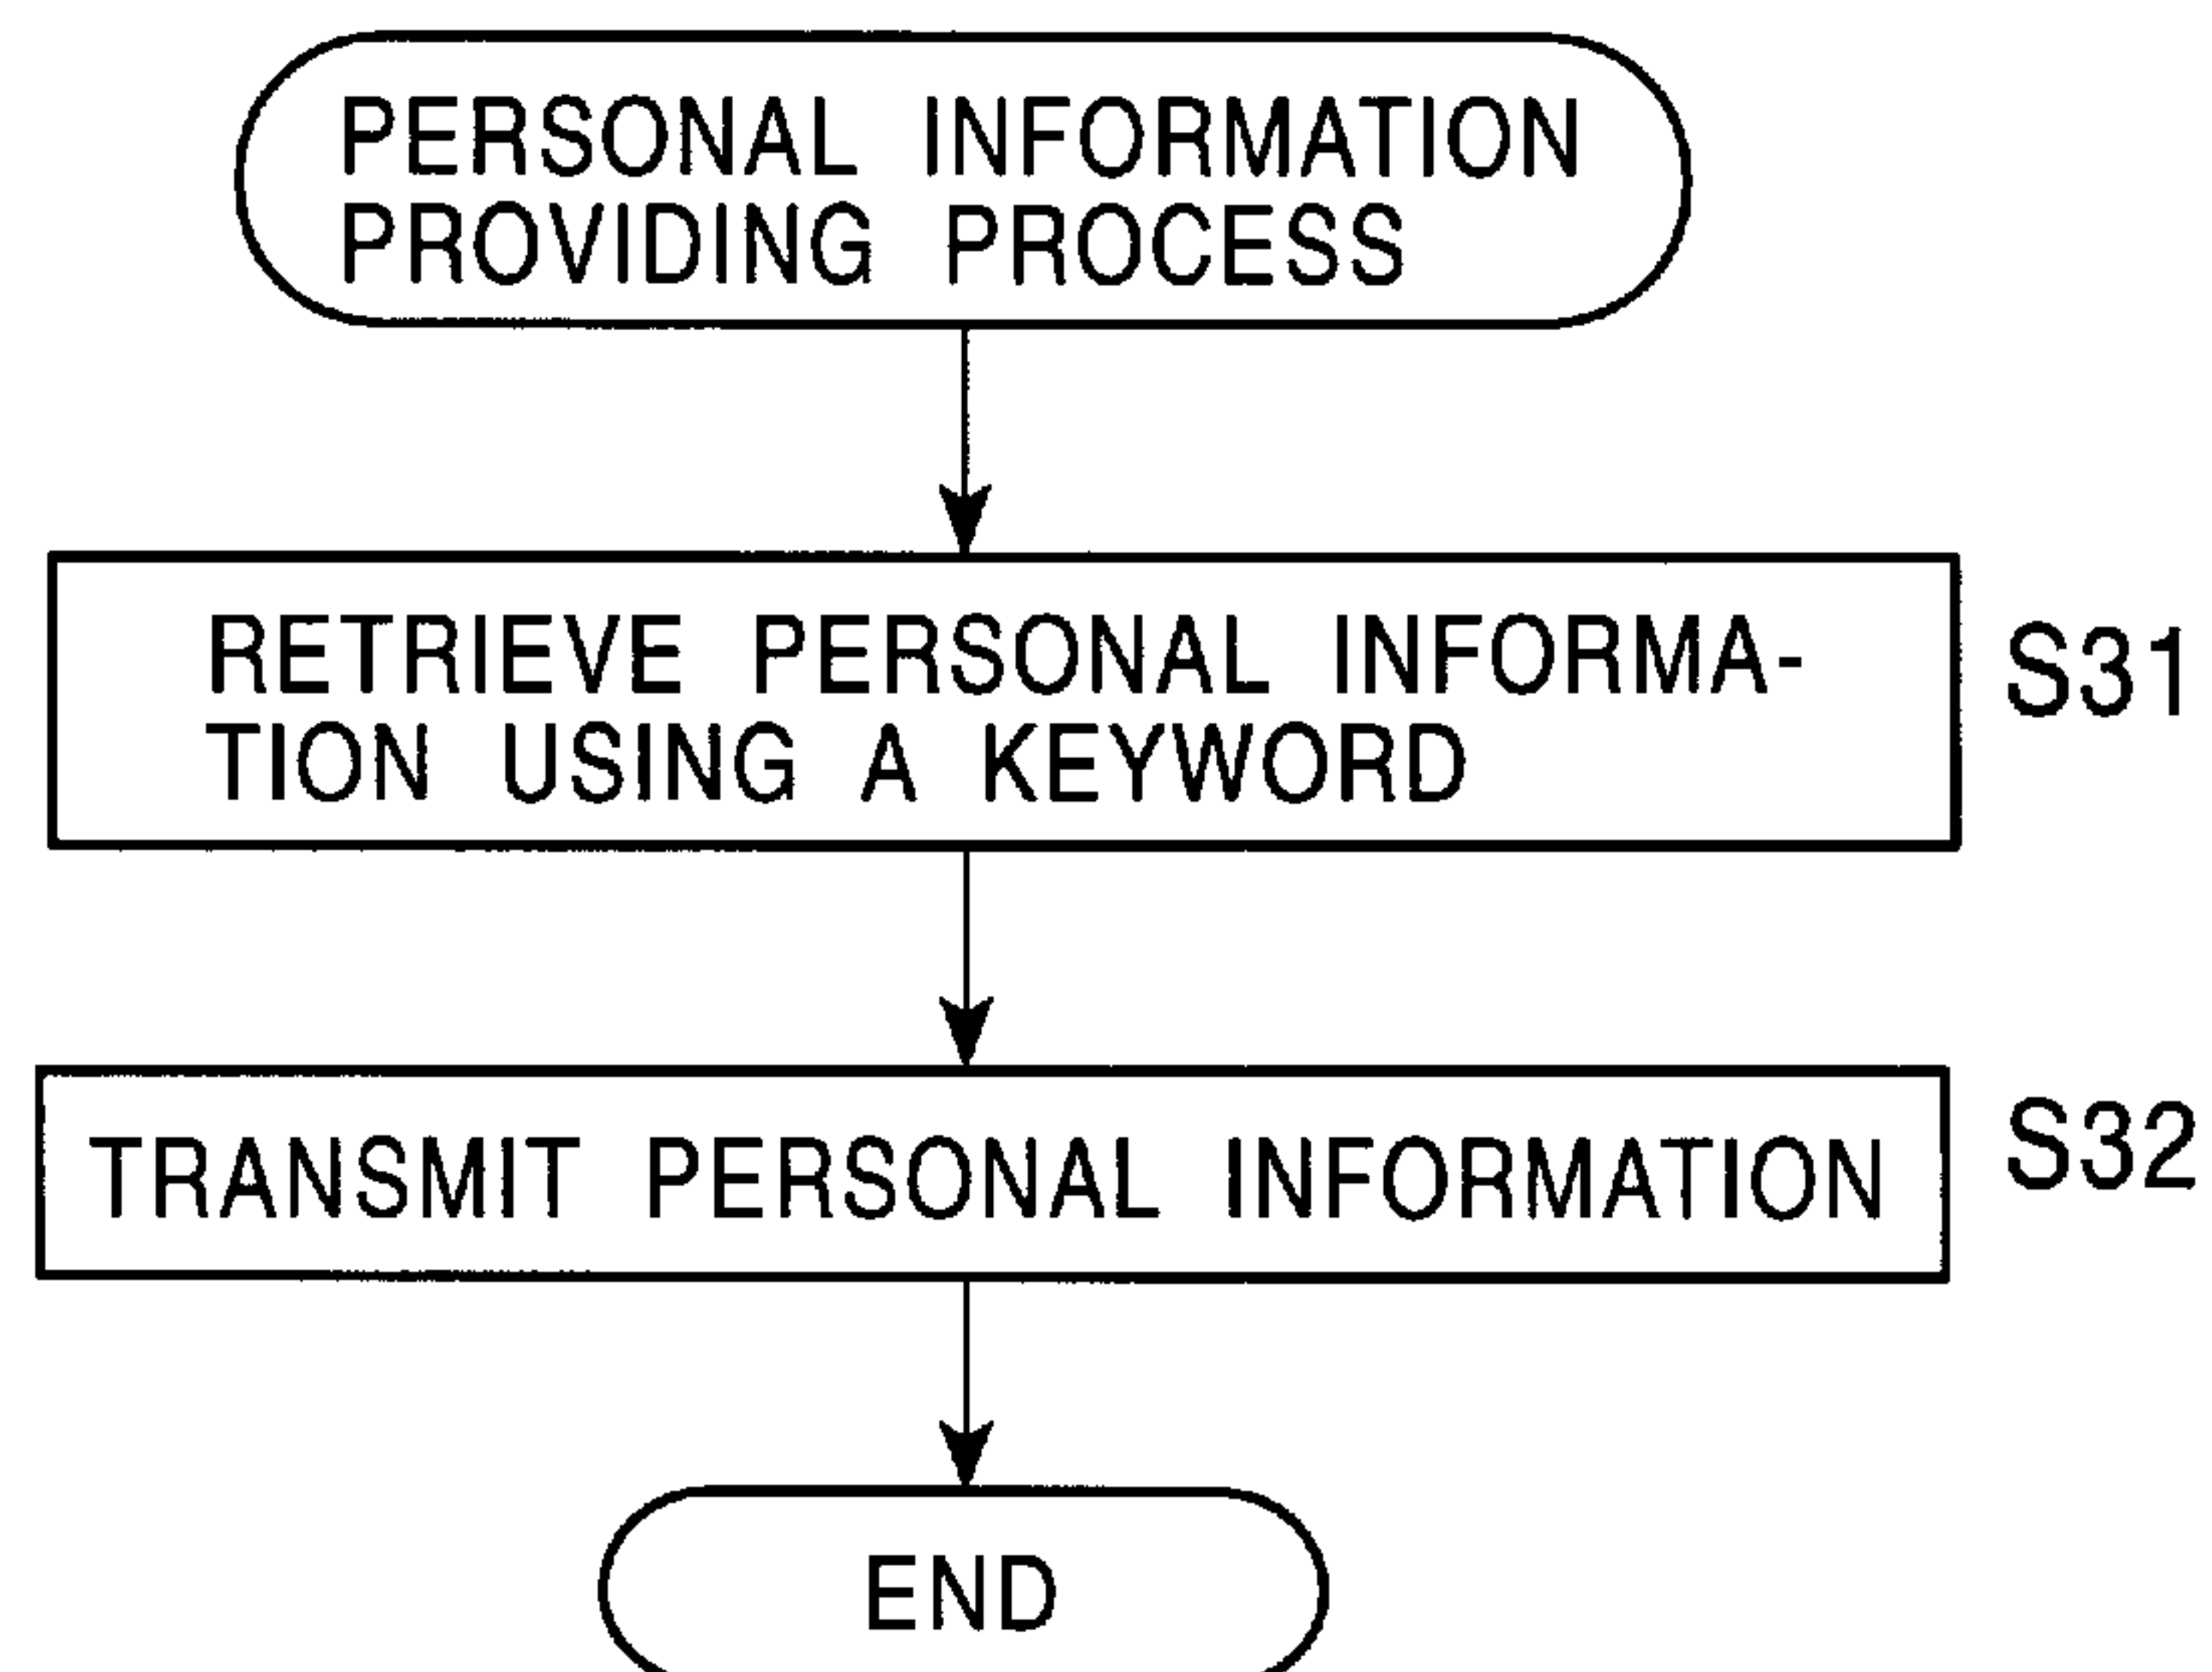 PERSONAL INFORMATION
PROVIDING PROCESS
RETRIEVE PERSONAL INFORMA-
TION USING A KEYWORD
S31
TRANSMIT PERSONAL INFORMATION
S32
END